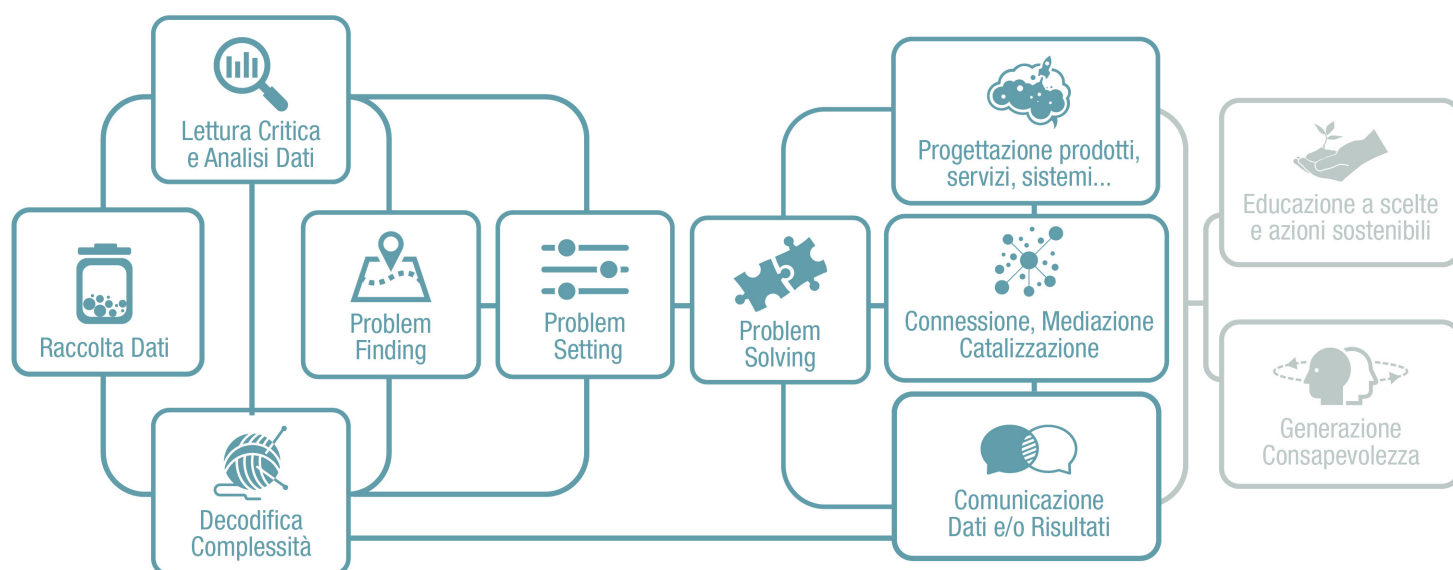 Lettura Critica
e Analisi Dati
Raccolta Dati
Decodifica
Complessità
Problem
Finding
Problem
Setting
Problem
Solving
Progettazione prodotti,
servizi, sistemi...
Connessione, Mediazione
Catalizzazione
Comunicazione
Dati e/o Risultati
Educazione a scelte
e azioni sostenibili
Generazione
Consapevolezza